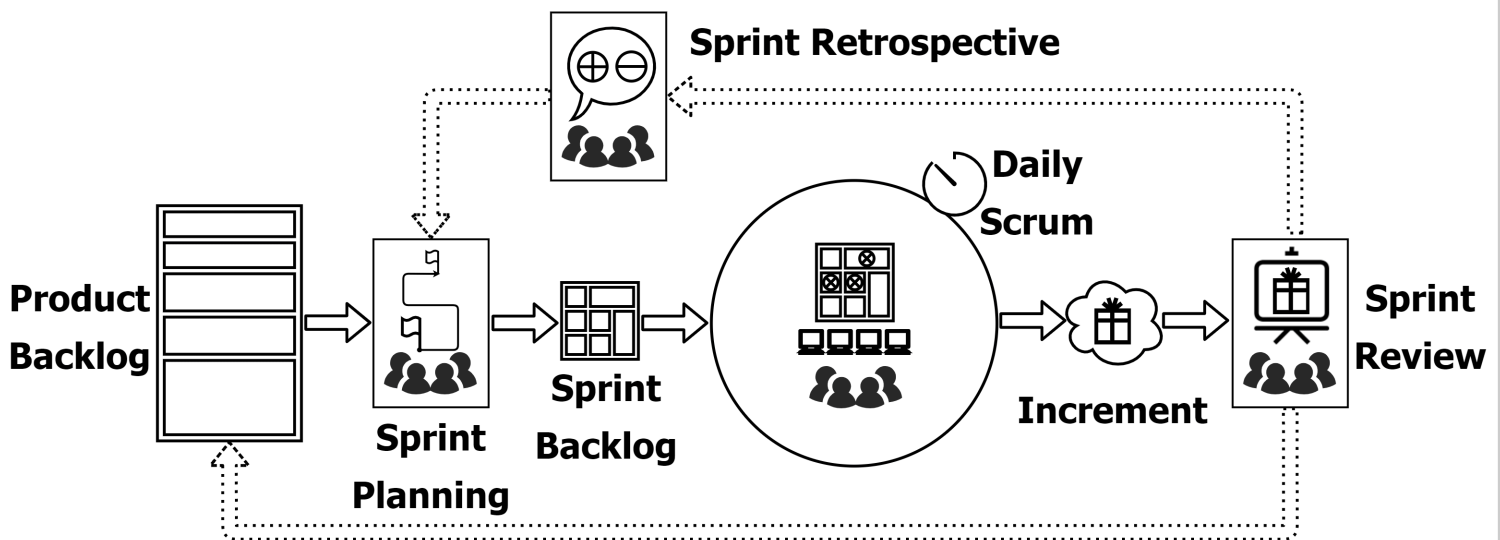 Sprint Retrospective
Daily
Scrum
Product
Backlog
Sprint
Planning
Sprint
Backlog
Increment
Sprint
Review